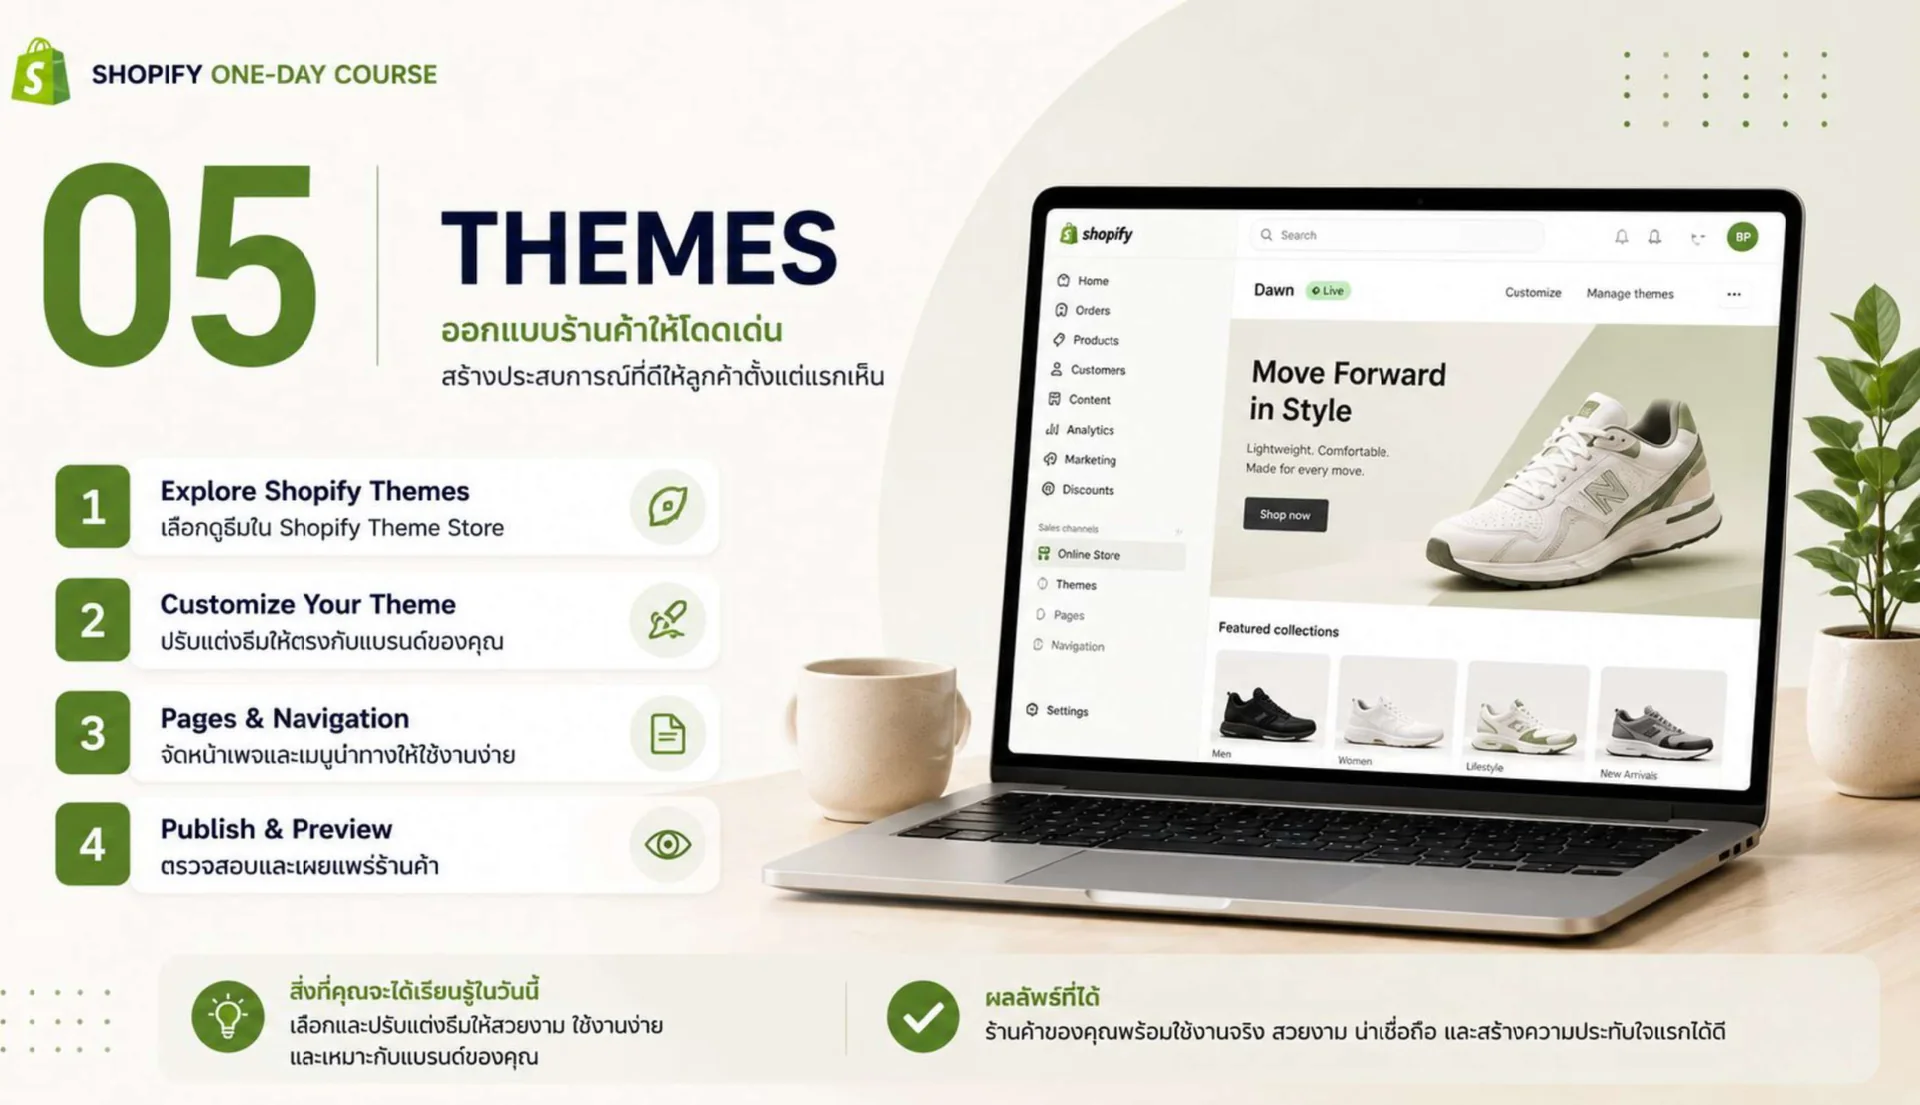 SHOPIFY ONE-DAY COURSE
05
THEMES
ออกแบบร้านค้าให้โดดเด่น
สร้างประสบการณ์ที่ดีให้ลูกค้าตั้งแต่แรกเห็น
1
Explore Shopify Themes
เลือกดูธีมใน Shopify Theme Store
2
Customize Your Theme
ปรับแต่งธีมให้ตรงกับแบรนด์ของคุณ
3
Pages & Navigation
จัดหน้าเพจและเมนูนำทางให้ใช้งานง่าย
4
Publish & Preview
ตรวจสอบและเผยแพร่ร้านค้า
shopify
Search
BP
Home
Orders
Products
Customers
Content
Analytics
Marketing
Discounts
Sales channels
Online Store
Themes
Pages
Navigation
Settings
Dawn Live
Customize Manage themes
Move Forward
in Style
Lightweight. Comfortable.
Made for every move.
Shop now
Featured collections
Men
Women
Lifestyle
New Arrivals
สิ่งที่คุณจะได้เรียนรู้ในวันนี้
เลือกและปรับแต่งธีมให้สวยงาม ใช้งานง่าย
และเหมาะกับแบรนด์ของคุณ
ผลลัพธ์ที่ได้
ร้านค้าของคุณพร้อมใช้งานจริง สวยงาม น่าเชื่อถือ และสร้างความประทับใจแรกได้ดี